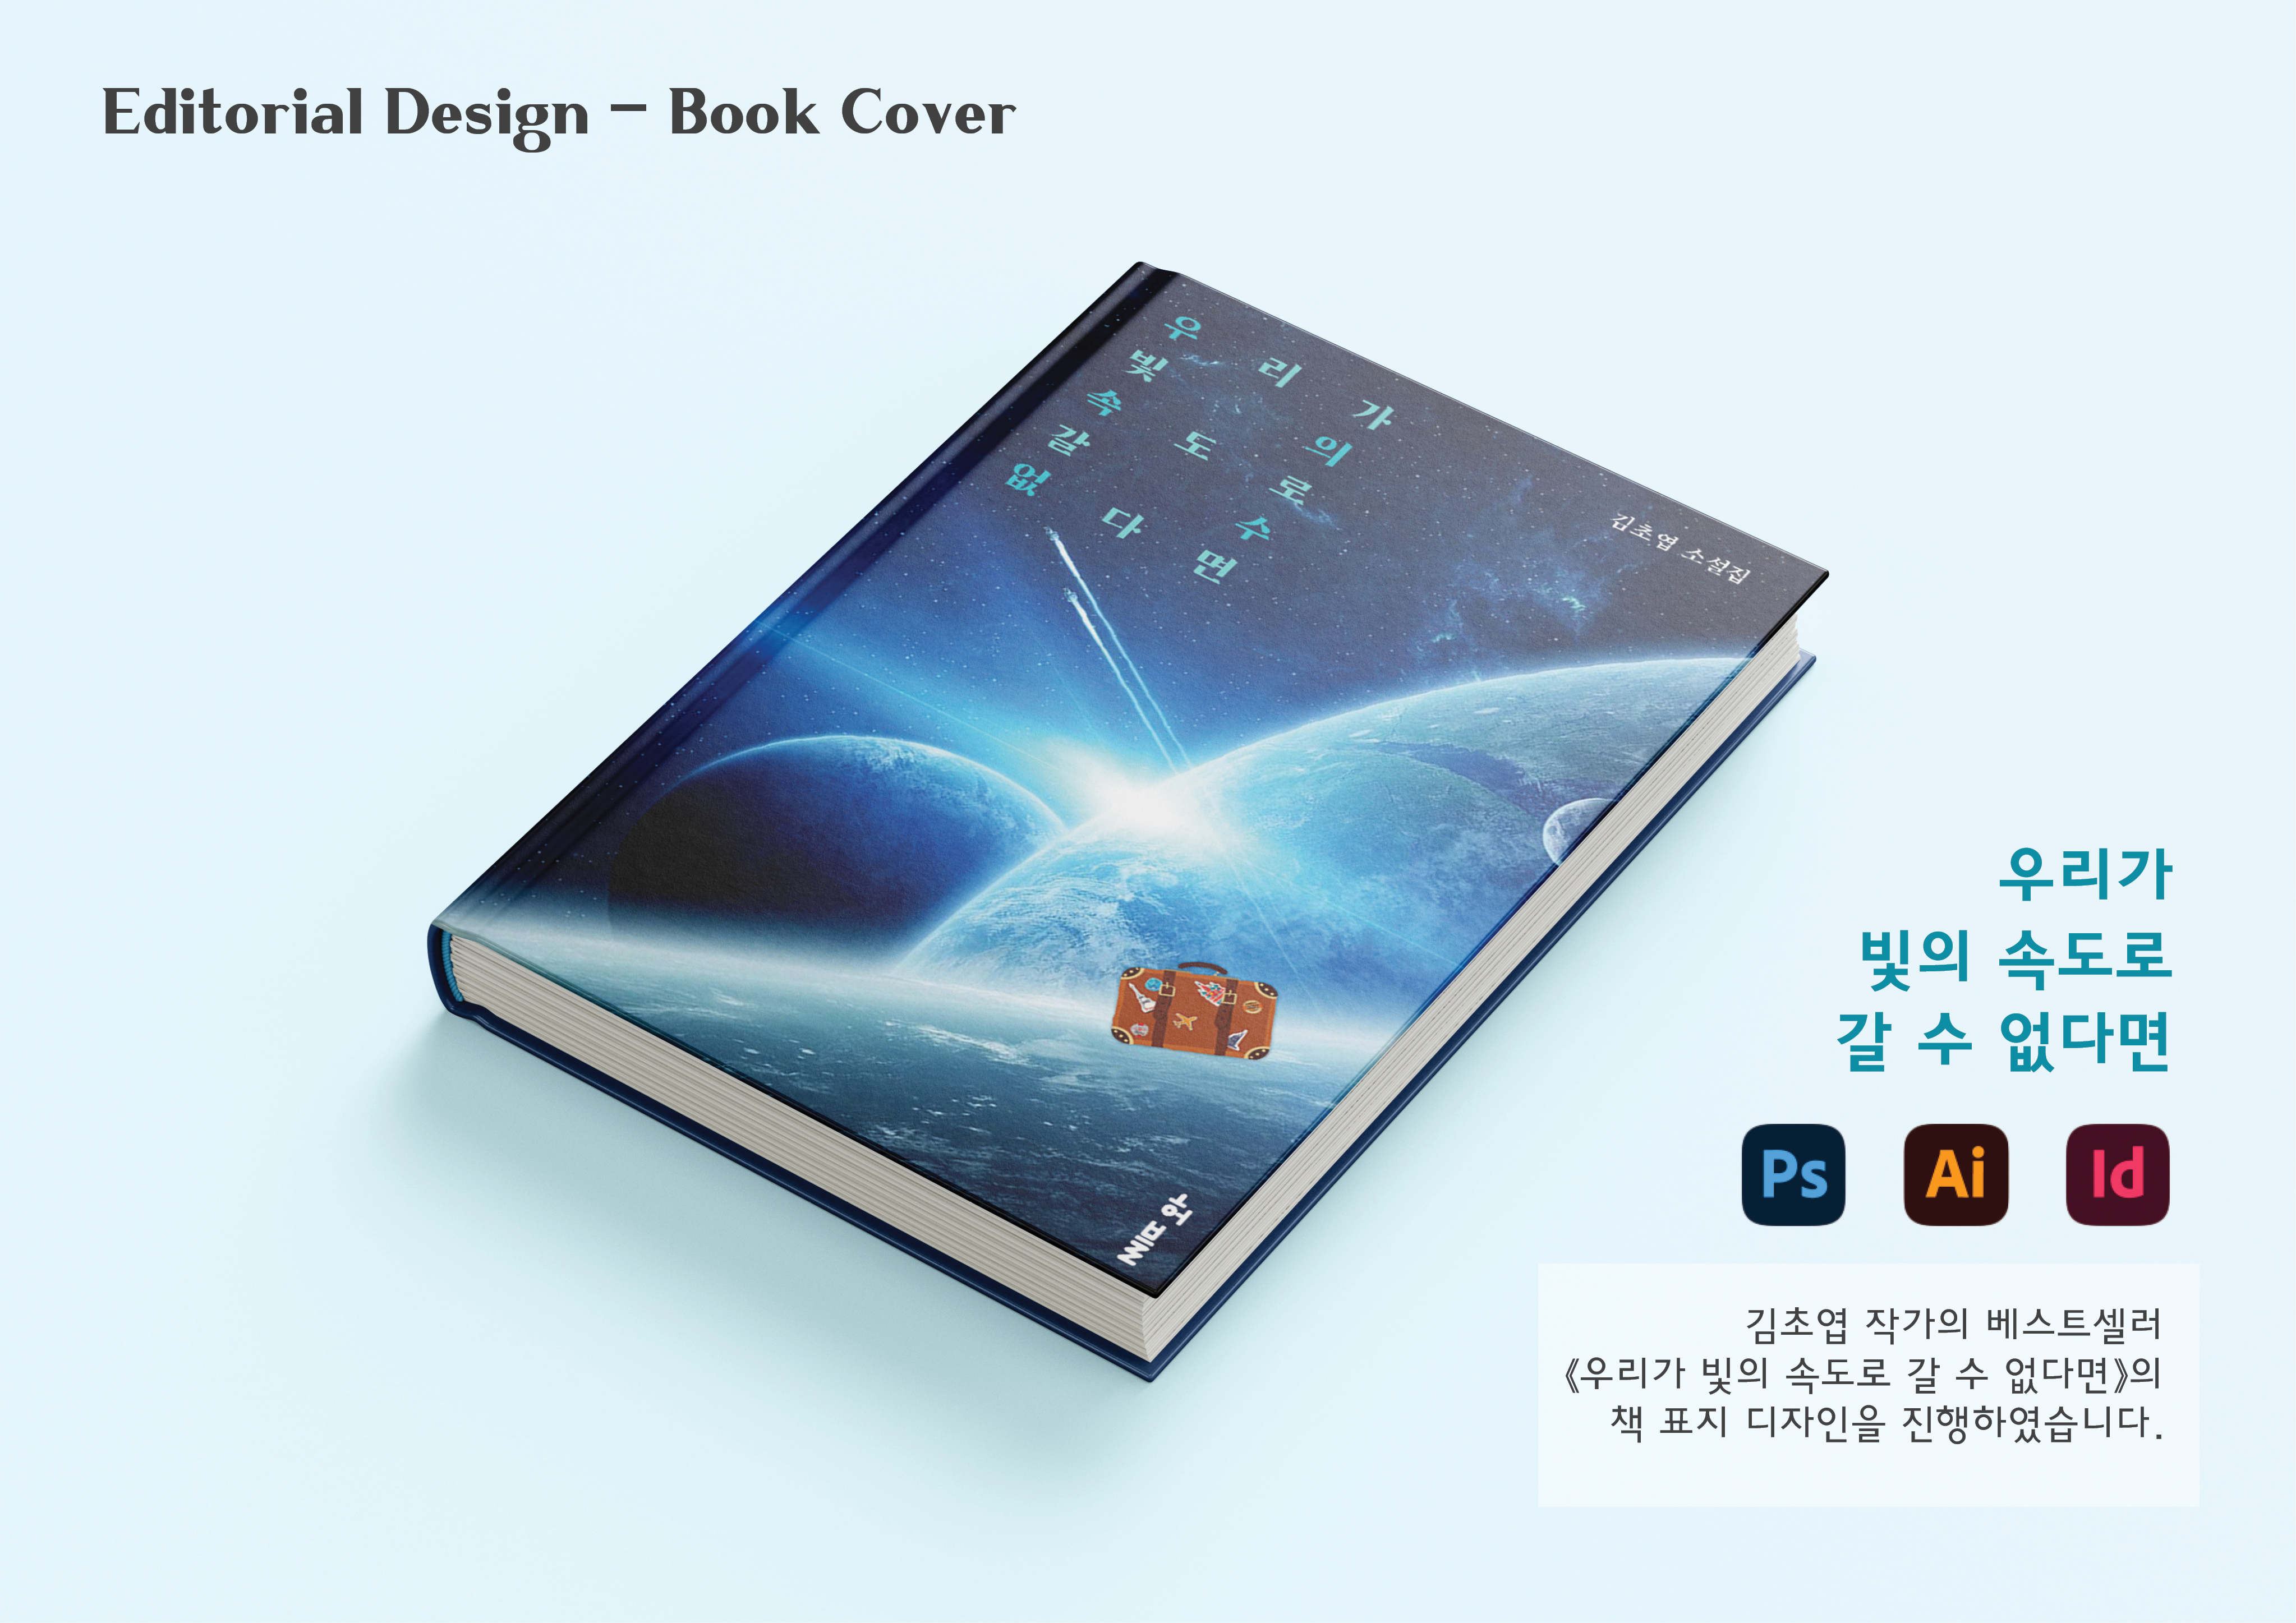 Editorial Design – Book Cover
우 리 가
빛 의
속 도 로
갈 수
없 다 면
김초엽 소설집
우리가
빛의 속도로
갈 수 없다면
Ps Ai Id
김초엽 작가의 베스트셀러
《우리가 빛의 속도로 갈 수 없다면》의
책 표지 디자인을 진행하였습니다.